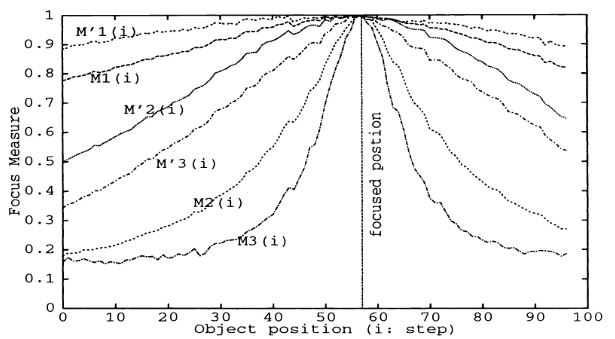 1
0.9
0.8
0.7
0.6
0.5
0.4
0.3
0.2
0.1
0
Focus Measure
M'1(i)
M1(i)
M'2(i)
M'3(i)
M2(i)
M3(i)
focused postion
0 10 20 30 40 50 60 70 80 90 100
Object position (i: step)